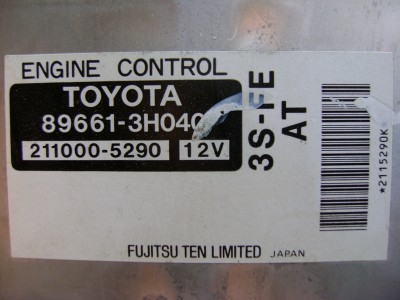 ENGINE CONTROL
TOYOTA
89661-3H040
211000-5290 12V
3S-FE
AT
*2115290K
FUJITSU TEN LIMITED JAPAN